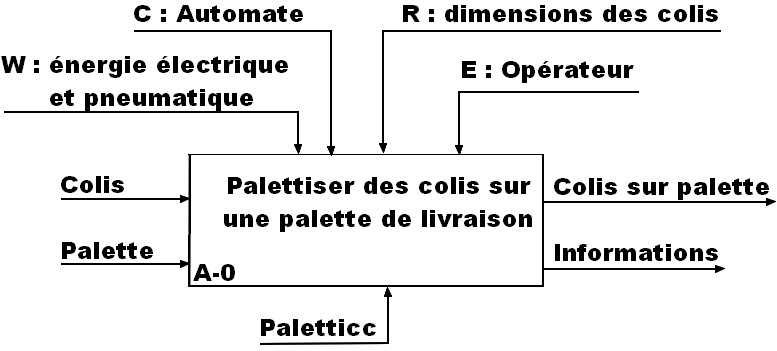 C : Automate
R : dimensions des colis
W : énergie électrique
et pneumatique
E : Opérateur
Colis
Palettiser des colis sur
une palette de livraison
Colis sur palette
Palette
Informations
A-0
Paletticc